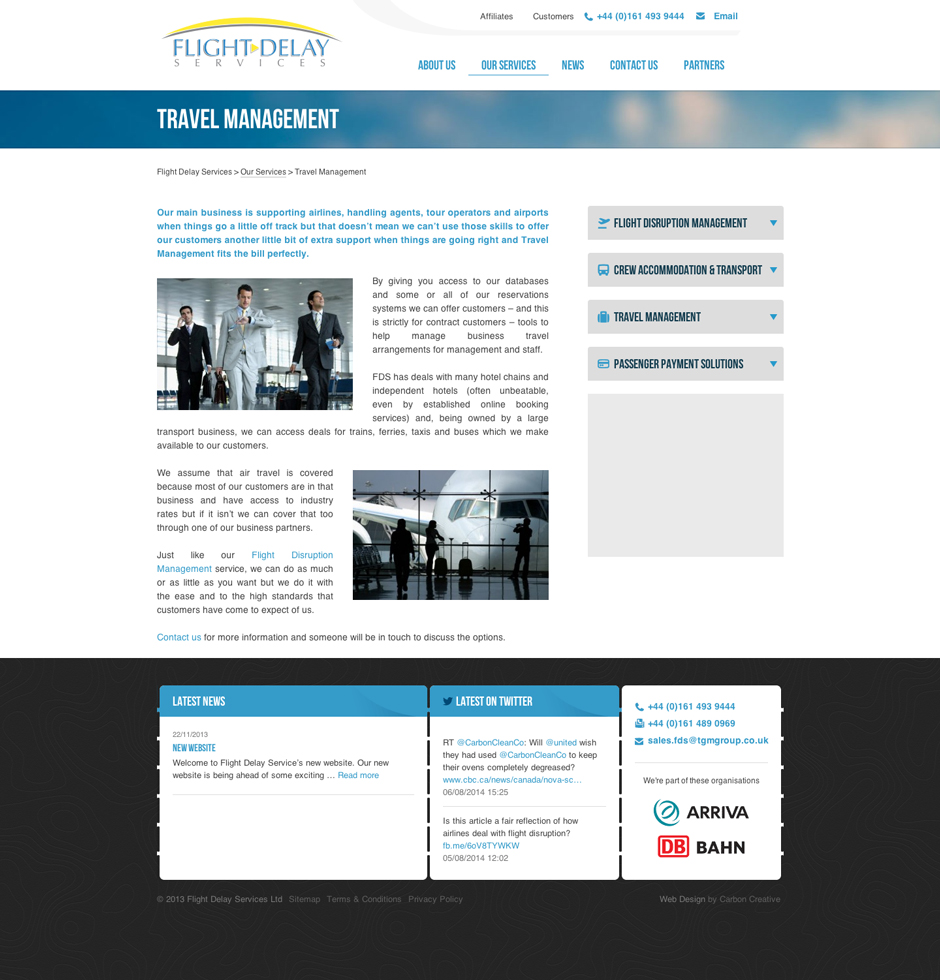 Affiliates Customers +44 (0)161 493 9444 Email
FLIGHT DELAY
SERVICES
ABOUT US OUR SERVICES NEWS CONTACT US PARTNERS
TRAVEL MANAGEMENT
Flight Delay Services > Our Services > Travel Management
Our main business is supporting airlines, handling agents, tour operators and airports
when things go a little off track but that doesn't mean we can't use those skills to offer
our customers another little bit of extra support when things are going right and Travel
Management fits the bill perfectly.
By giving you access to our databases
and some or all of our reservations
systems we can offer customers – and this
is strictly for contract customers – tools to
help manage business travel
arrangements for management and staff.
FDS has deals with many hotel chains and
independent hotels (often unbeatable,
even by established online booking
services) and, being owned by a large
transport business, we can access deals for trains, ferries, taxis and buses which we make
available to our customers.
We assume that air travel is covered
because most of our customers are in that
business and have access to industry
rates but if it isn't we can cover that too
through one of our business partners.
Just like our Flight Disruption
Management service, we can do as much
or as little as you want but we do it with
the ease and to the high standards that
customers have come to expect of us.
Contact us for more information and someone will be in touch to discuss the options.
FLIGHT DISRUPTION MANAGEMENT
CREW ACCOMMODATION & TRANSPORT
TRAVEL MANAGEMENT
PASSENGER PAYMENT SOLUTIONS
LATEST NEWS
22/11/2013
NEW WEBSITE
Welcome to Flight Delay Service's new website. Our new
website is being ahead of some exciting … Read more
LATEST ON TWITTER
RT @CarbonCleanCo: Will @united wish
they had used @CarbonCleanCo to keep
their ovens completely degreased?
www.cbc.ca/news/canada/nova-sc…
06/08/2014 15:25
Is this article a fair reflection of how
airlines deal with flight disruption?
fb.me/6oV8TYWKW
05/08/2014 12:02
+44 (0)161 493 9444
+44 (0)161 489 0969
sales.fds@tgmgroup.co.uk
We're part of these organisations
ARRIVA
DB BAHN
© 2013 Flight Delay Services Ltd Sitemap Terms & Conditions Privacy Policy
Web Design by Carbon Creative